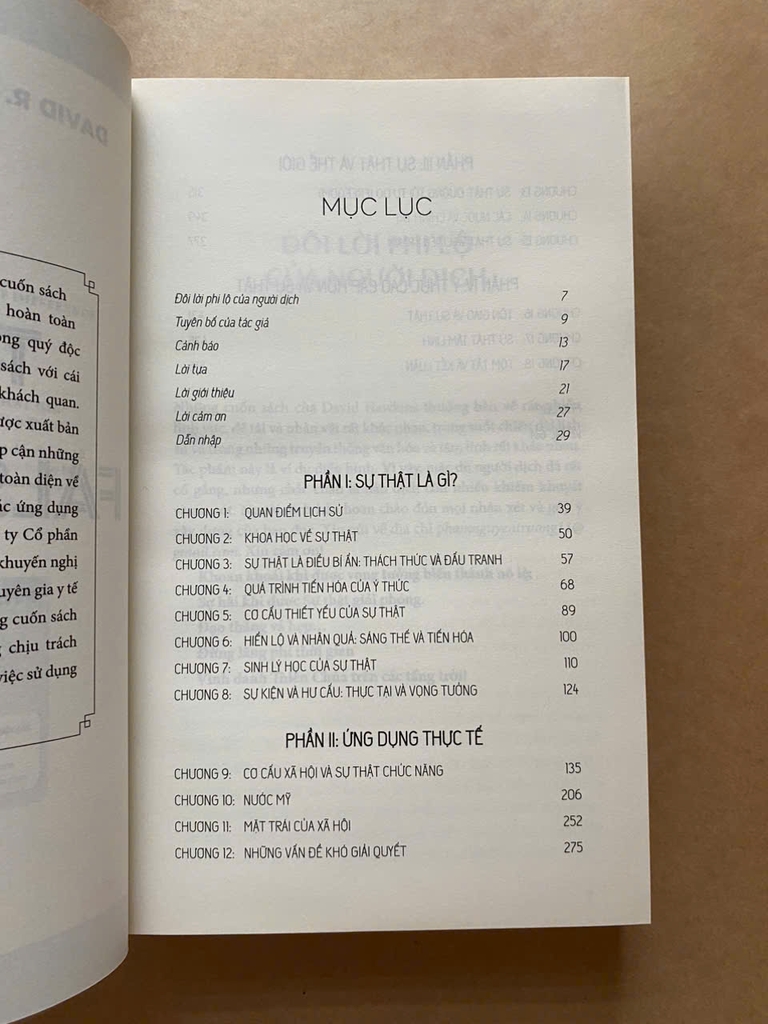 cuốn sách
hoàn toàn
quý độc
sách với cái
khách quan.
xuất bản
cận những
toàn diện về
ứng dụng
ty Cổ phần
khuyến nghị
gia y tế
cuốn sách
chịu trách
việc sử dụng
MỤC LỤC
Đôi lời phi lộ của người dịch 7
Tuyên bố của tác giả 9
Cảnh báo 13
Lời tựa 17
Lời giới thiệu 21
Lời cảm ơn 27
Dẫn nhập 29
PHẦN I: SỰ THẬT LÀ GÌ?
CHƯƠNG 1: QUAN ĐIỂM LỊCH SỬ 39
CHƯƠNG 2: KHOA HỌC VỀ SỰ THẬT 50
CHƯƠNG 3: SỰ THẬT LÀ ĐIỀU BÍ ẨN: THÁCH THỨC VÀ ĐẤU TRANH 57
CHƯƠNG 4: QUÁ TRÌNH TIẾN HÓA CỦA Ý THỨC 68
CHƯƠNG 5: CƠ CẤU THIẾT YẾU CỦA SỰ THẬT 89
CHƯƠNG 6: HIỂN LỘ VÀ NHÂN QUẢ: SÁNG THẾ VÀ TIẾN HÓA 100
CHƯƠNG 7: SINH LÝ HỌC CỦA SỰ THẬT 110
CHƯƠNG 8: SỰ KIỆN VÀ HƯ CẤU: THỰC TẠI VÀ VỌNG TƯỞNG 124
PHẦN II: ỨNG DỤNG THỰC TẾ
CHƯƠNG 9: CƠ CẤU XÃ HỘI VÀ SỰ THẬT CHỨC NĂNG 135
CHƯƠNG 10: NƯỚC MỸ 206
CHƯƠNG 11: MẶT TRÁI CỦA XÃ HỘI 252
CHƯƠNG 12: NHỮNG VẤN ĐỀ KHÓ GIẢI QUYẾT 275